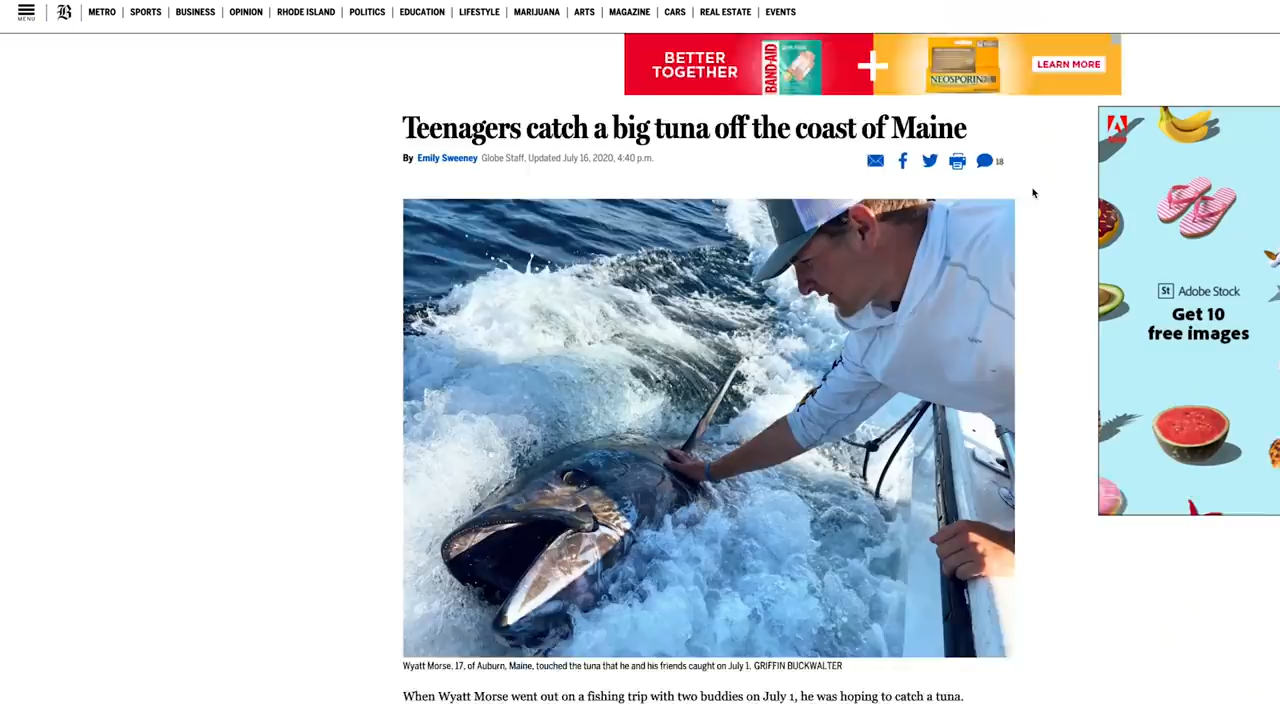 MENU
B
METRO
SPORTS
BUSINESS
OPINION
RHODE ISLAND
POLITICS
EDUCATION
LIFESTYLE
MARIJUANA
ARTS
MAGAZINE
CARS
REAL ESTATE
EVENTS
BETTER
TOGETHER
BAND-AID
NEOSPORIN
LEARN MORE
Teenagers catch a big tuna off the coast of Maine
By Emily Sweeney Globe Staff, Updated July 16, 2020, 4:40 p.m.
18
St Adobe Stock
Get 10
free images
Wyatt Morse, 17, of Auburn, Maine, touched the tuna that he and his friends caught on July 1. GRIFFIN BUCKWALTER
When Wyatt Morse went out on a fishing trip with two buddies on July 1, he was hoping to catch a tuna.